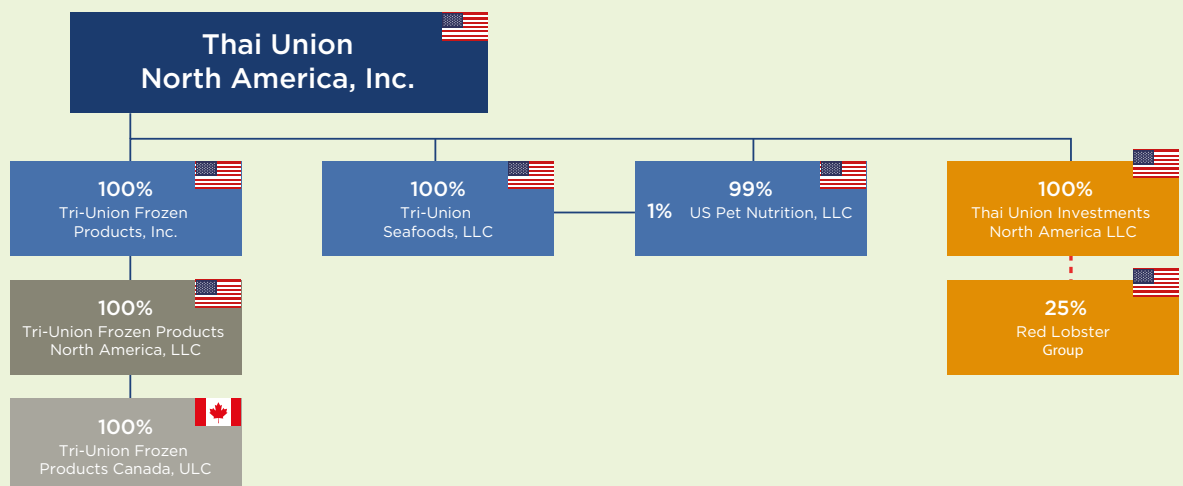 Thai Union
North America, Inc.
100%
Tri-Union Frozen
Products, Inc.
100%
Tri-Union
Seafoods, LLC
99%
1% US Pet Nutrition, LLC
100%
Thai Union Investments
North America LLC
100%
Tri-Union Frozen Products
North America, LLC
25%
Red Lobster
Group
100%
Tri-Union Frozen
Products Canada, ULC